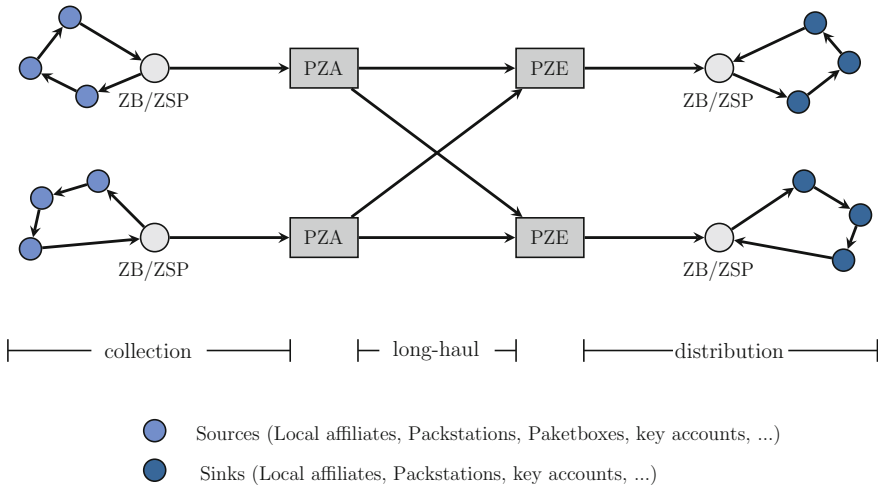 PZA PZE
ZB/ZSP ZB/ZSP
PZA PZE
ZB/ZSP ZB/ZSP
collection long-haul distribution
Sources (Local affiliates, Packstations, Paketboxes, key accounts, ...)
Sinks (Local affiliates, Packstations, key accounts, ...)